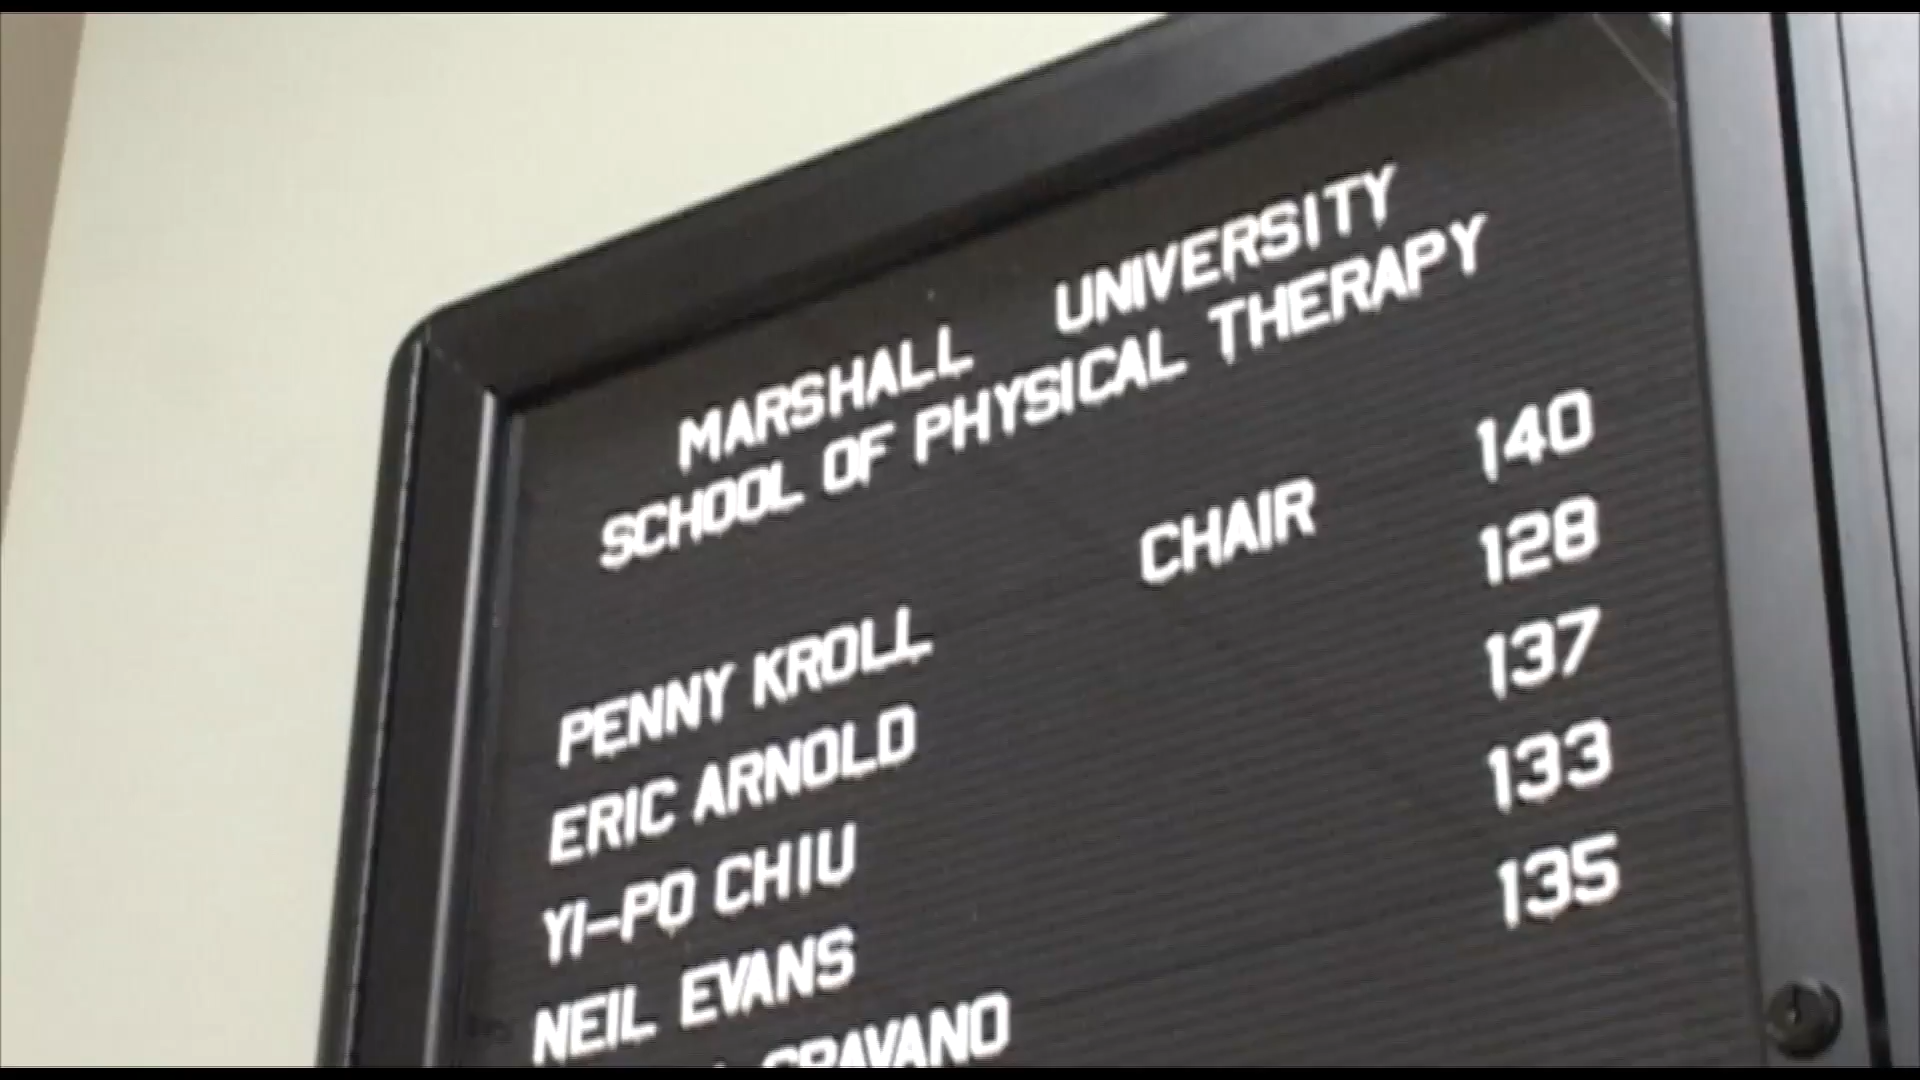 MARSHALL UNIVERSITY
SCHOOL OF PHYSICAL THERAPY
PENNY KROLL CHAIR 140
ERIC ARNOLD 128
YI-PO CHIU 137
NEIL EVANS 133
135